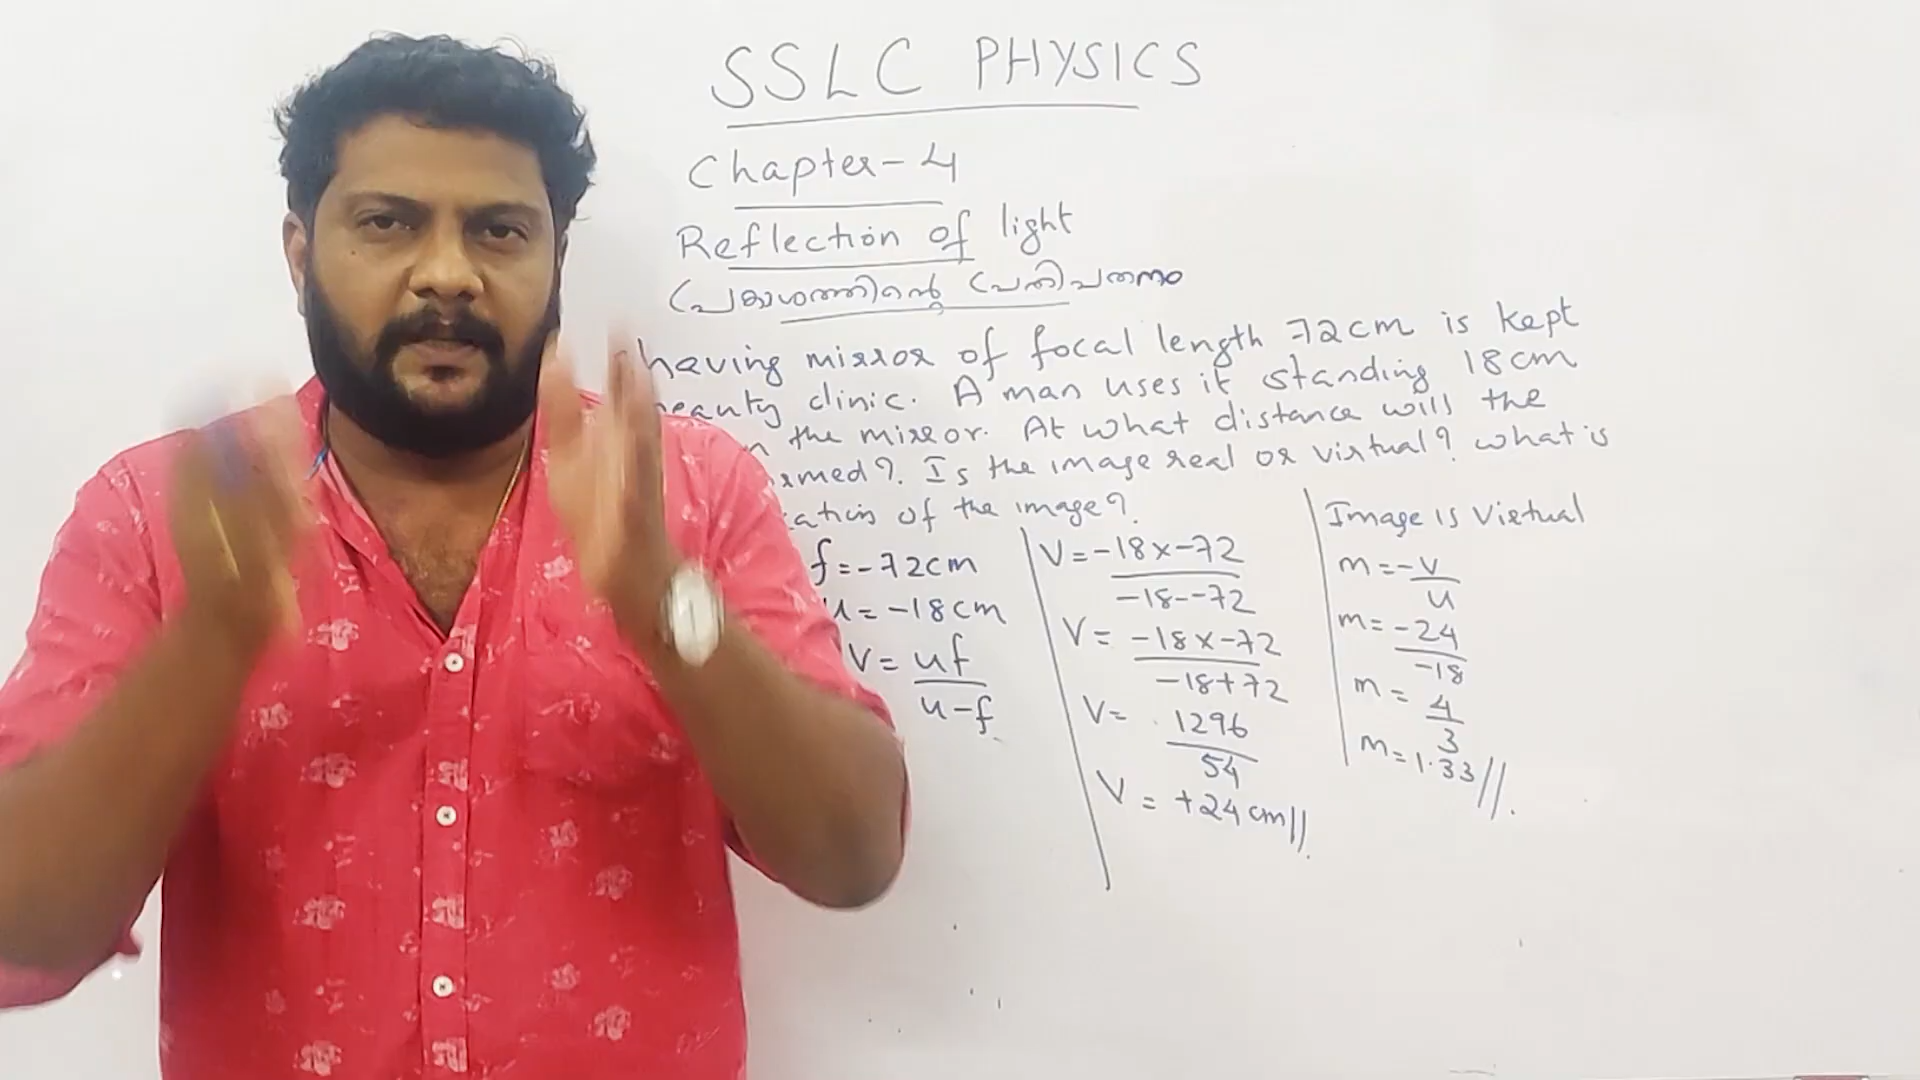 SSLC PHYSICS
Chapter-4
Reflection of light
പ്രകാശത്തിന്റെ പ്രതിപതനം
having mirror of focal length 72cm is kept
eauty clinic. A man uses it standing 18cm
the mirror. At what distance will the
rmed?. Is the image real or virtual? what is
of the image?
f=-72cm
u=-18cm
V=uf
u-f
V=-18x-72
-18--72
V=-18x-72
-18+72
V=1296
54
V=+24cm//
Image is Virtual
m=-v
u
m=-24
-18
m=4
3
m=1.33//.